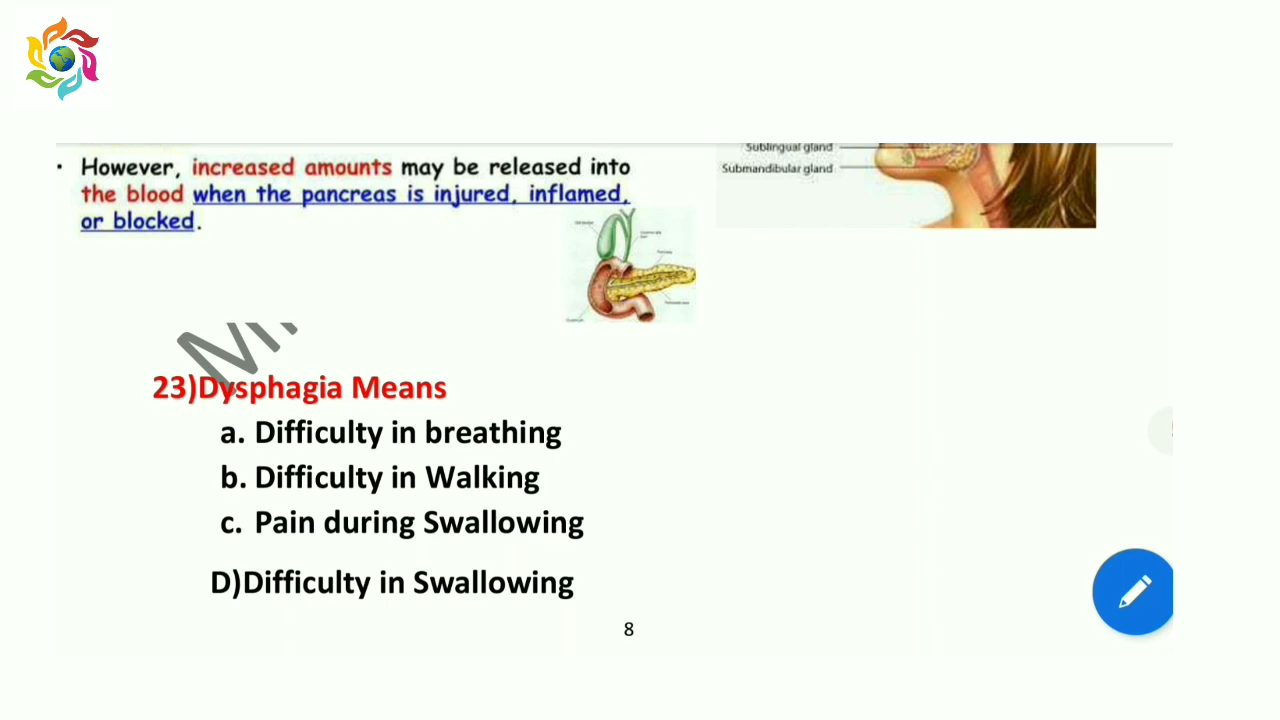 · However, increased amounts may be released into
the blood when the pancreas is injured, inflamed,
or blocked.
Sublingual gland
Submandibular gland
23)Dysphagia Means
a. Difficulty in breathing
b. Difficulty in Walking
c. Pain during Swallowing
D)Difficulty in Swallowing
8